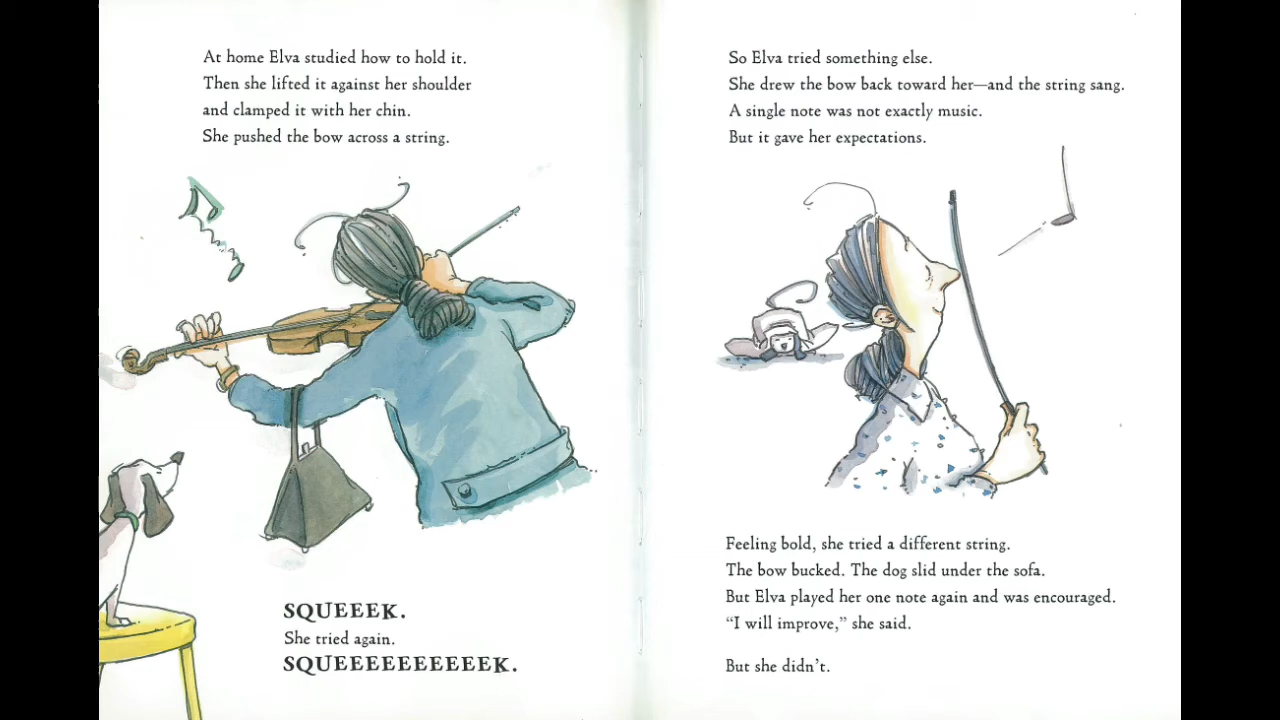 At home Elva studied how to hold it.
Then she lifted it against her shoulder
and clamped it with her chin.
She pushed the bow across a string.
SQUEEEK.
She tried again.
SQUEEEEEEEEEEK.
So Elva tried something else.
She drew the bow back toward her—and the string sang.
A single note was not exactly music.
But it gave her expectations.
Feeling bold, she tried a different string.
The bow bucked. The dog slid under the sofa.
But Elva played her one note again and was encouraged.
“I will improve,” she said.
But she didn’t.